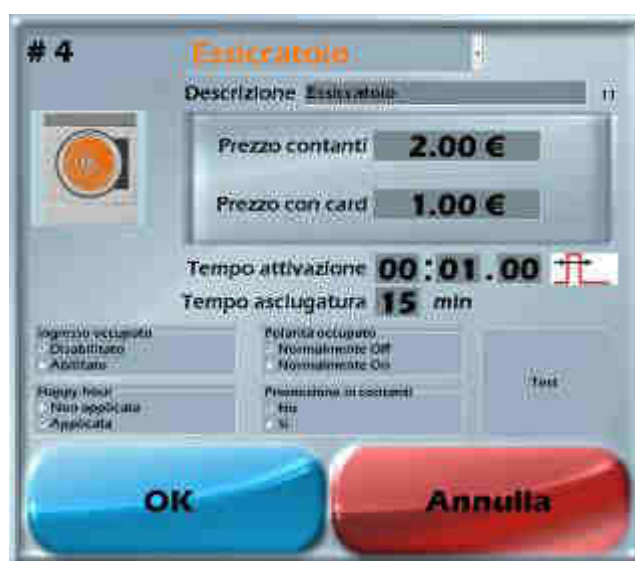 # 4
Essiccatoio
Descrizione Essiccatoio 11
Prezzo contanti 2.00 €
Prezzo con card 1.00 €
Tempo attivazione 00:01.00
Tempo asciugatura 15 min
Ingresso occupato
Disabilitato
Abilitato
Polarità occupato
Normalmente Off
Normalmente On
Happy hour
Non applicata
Applicata
Promozione in contanti
No
Si
Test
OK
Annulla